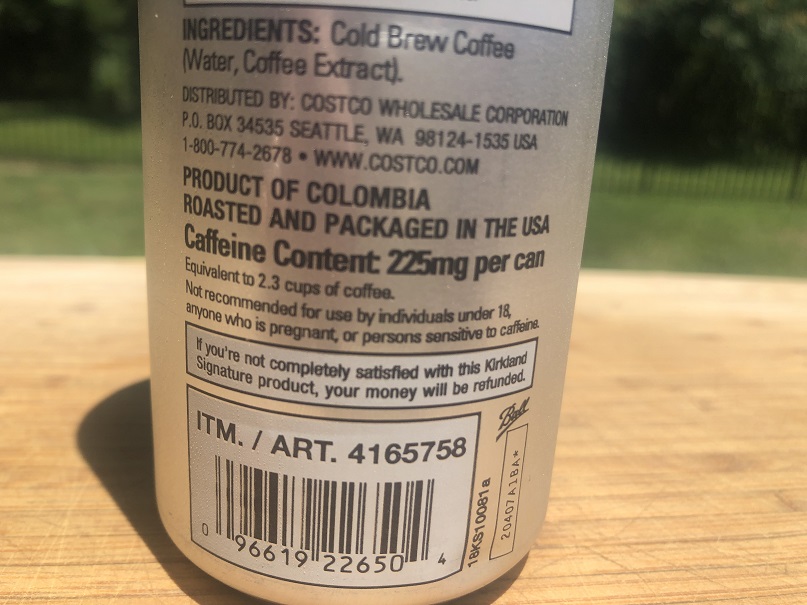 INGREDIENTS: Cold Brew Coffee
(Water, Coffee Extract).
DISTRIBUTED BY: COSTCO WHOLESALE CORPORATION
P.O. BOX 34535 SEATTLE, WA 98124-1535 USA
1-800-774-2678 • WWW.COSTCO.COM
PRODUCT OF COLOMBIA
ROASTED AND PACKAGED IN THE USA
Caffeine Content: 225mg per can
Equivalent to 2.3 cups of coffee.
Not recommended for use by individuals under 18,
anyone who is pregnant, or persons sensitive to caffeine.
If you're not completely satisfied with this Kirkland
Signature product, your money will be refunded.
ITM. / ART. 4165758
0 96619 22650 4
18KS10081a
Ball
20407A1BA*